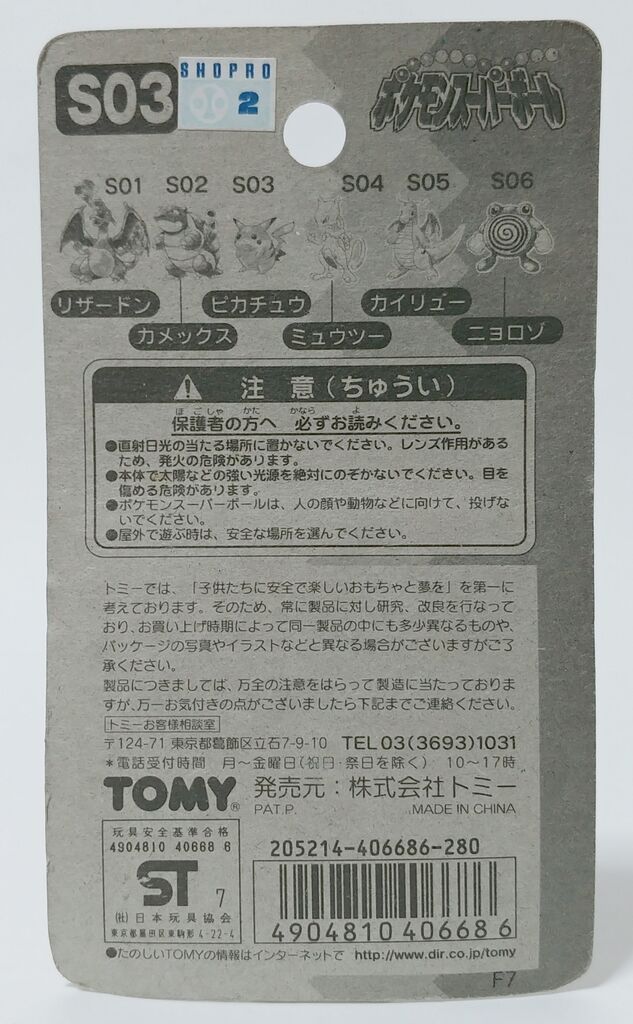 S03
SHOPRO
2
ポケモンスーパーボール
S01 S02 S03 S04 S05 S06
リザードン ピカチュウ カイリュー
カメックス ミュウツー ニョロゾ
注意(ちゅうい)
ほごしゃ かた かなら よ
保護者の方へ 必ずお読みください。
●直射日光の当たる場所に置かないでください。レンズ作用がある
ため、発火の危険があります。
●本体で太陽などの強い光源を絶対にのぞかないでください。目を
傷める危険があります。
●ポケモンスーパーボールは、人の顔や動物などに向けて、投げな
いでください。
●屋外で遊ぶ時は、安全な場所を選んでください。
トミーでは、「子供たちに安全で楽しいおもちゃと夢を」を第一に
考えております。そのため、常に製品に対し研究、改良を行なって
おり、お買い上げ時期によって同一製品の中にも多少異なるものや、
パッケージの写真やイラストなどと異なる場合がございますがご了
承ください。
製品につきましては、万全の注意をはらって製造に当たっておりま
すが、万一お気付きの点がございましたら下記までご連絡ください。
トミーお客様相談室
〒124-71 東京都葛飾区立石7-9-10 TEL03(3693)1031
*電話受付時間 月~金曜日(祝日・祭日を除く) 10~17時
TOMY® 発売元:株式会社トミー
PAT.P. MADE IN CHINA
玩具安全基準合格
4904810 40668 6
ST 7
(社)日本玩具協会
東京都墨田区東駒形4-22-4
205214-406686-280
4904810 406686
●たのしいTOMYの情報はインターネットで http://www.dir.co.jp/tomy
F7